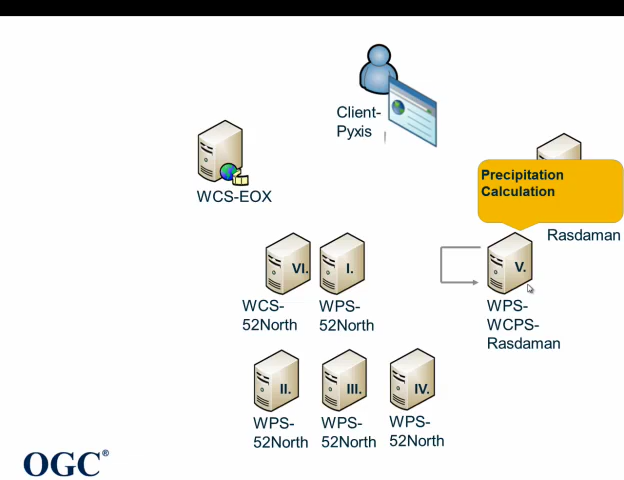 Client-
Pyxis
WCS-EOX
Precipitation
Calculation
Rasdaman
VI.
I.
V.
WCS-
52North
WPS-
52North
WPS-
WCPS-
Rasdaman
II.
III.
IV.
WPS-
52North
WPS-
52North
WPS-
52North
OGC®